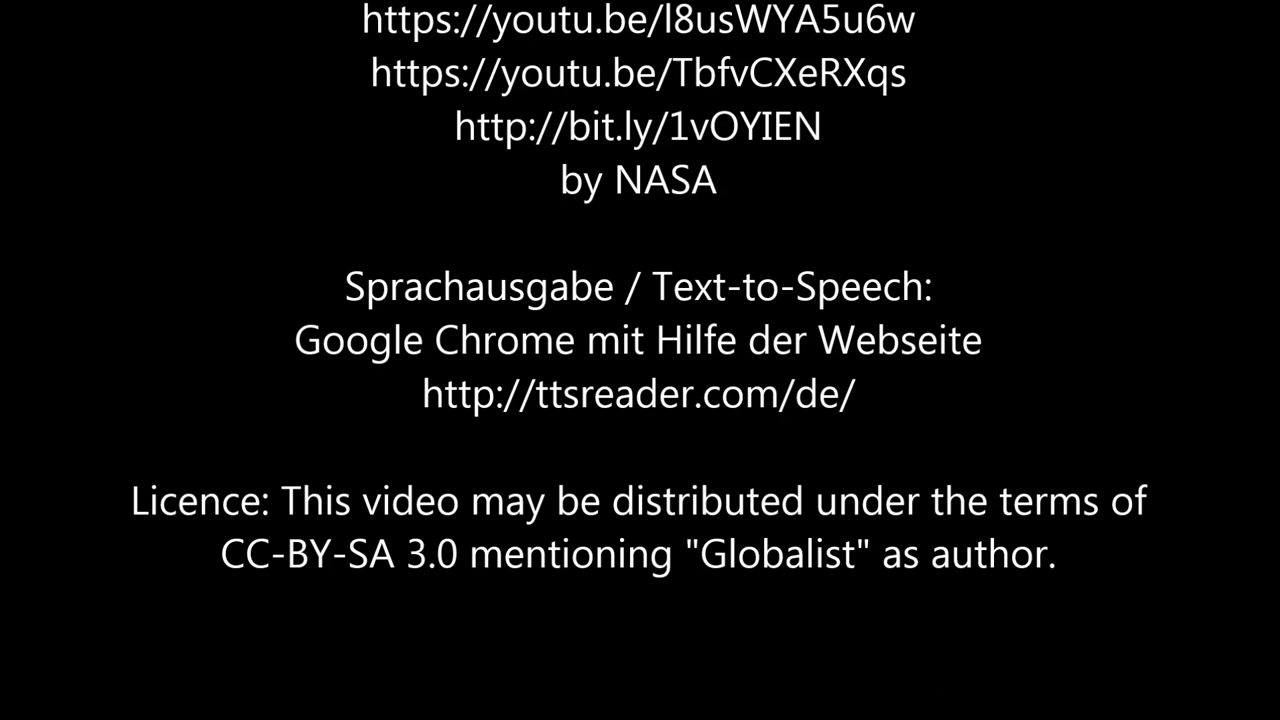 https://youtu.be/l8usWYA5u6w
https://youtu.be/TbfvCXeRXqs
http://bit.ly/1vOYIEN
by NASA
Sprachausgabe / Text-to-Speech:
Google Chrome mit Hilfe der Webseite
http://ttsreader.com/de/
Licence: This video may be distributed under the terms of
CC-BY-SA 3.0 mentioning "Globalist" as author.